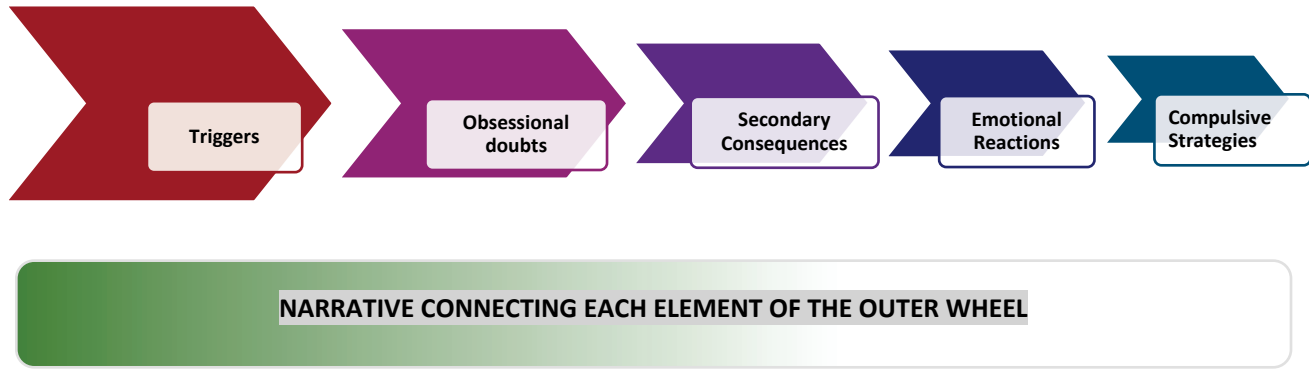 Triggers
Obsessional
doubts
Secondary
Consequences
Emotional
Reactions
Compulsive
Strategies
NARRATIVE CONNECTING EACH ELEMENT OF THE OUTER WHEEL